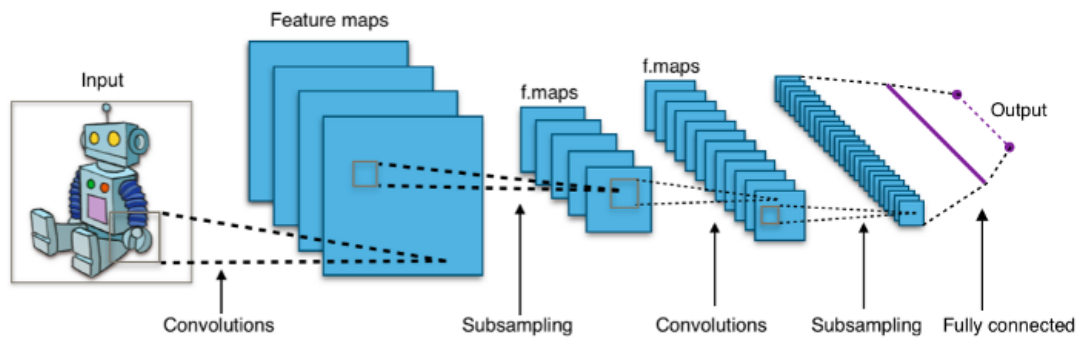 Feature maps
Input
f.maps
f.maps
Output
Convolutions
Subsampling
Convolutions
Subsampling
Fully connected